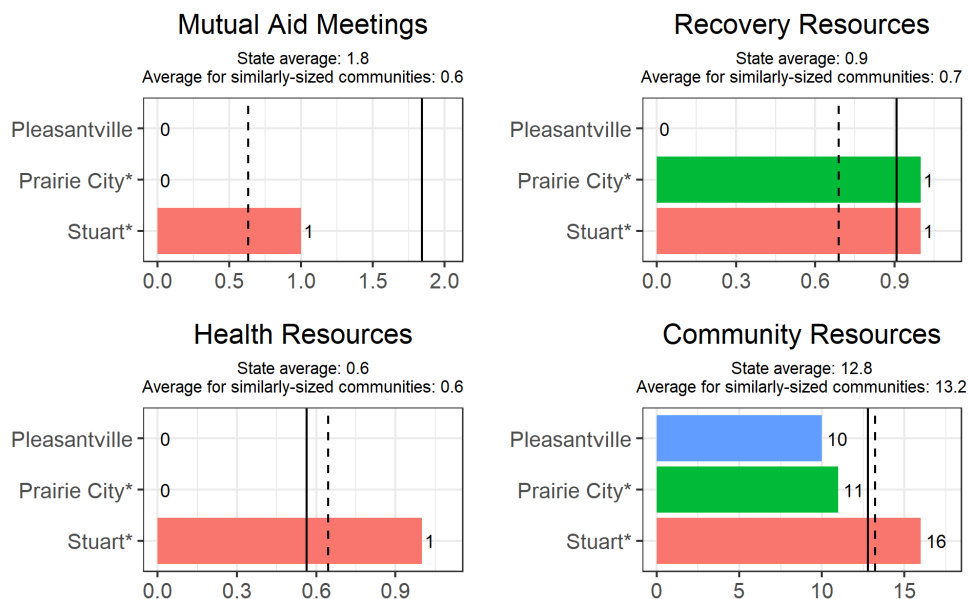 Mutual Aid Meetings
State average: 1.8
Average for similarly-sized communities: 0.6
Pleasantville
0
Prairie City*
0
Stuart*
1
0.0 0.5 1.0 1.5 2.0
Recovery Resources
State average: 0.9
Average for similarly-sized communities: 0.7
Pleasantville
0
Prairie City*
1
Stuart*
1
0.0 0.3 0.6 0.9
Health Resources
State average: 0.6
Average for similarly-sized communities: 0.6
Pleasantville
0
Prairie City*
0
Stuart*
1
0.0 0.3 0.6 0.9
Community Resources
State average: 12.8
Average for similarly-sized communities: 13.2
Pleasantville
10
Prairie City*
11
Stuart*
16
0 5 10 15